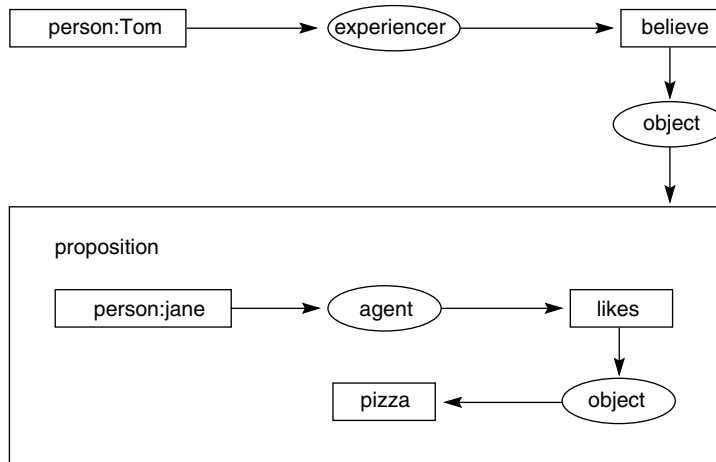 person:Tom experiencer believe
object
proposition
person:jane agent likes
pizza object